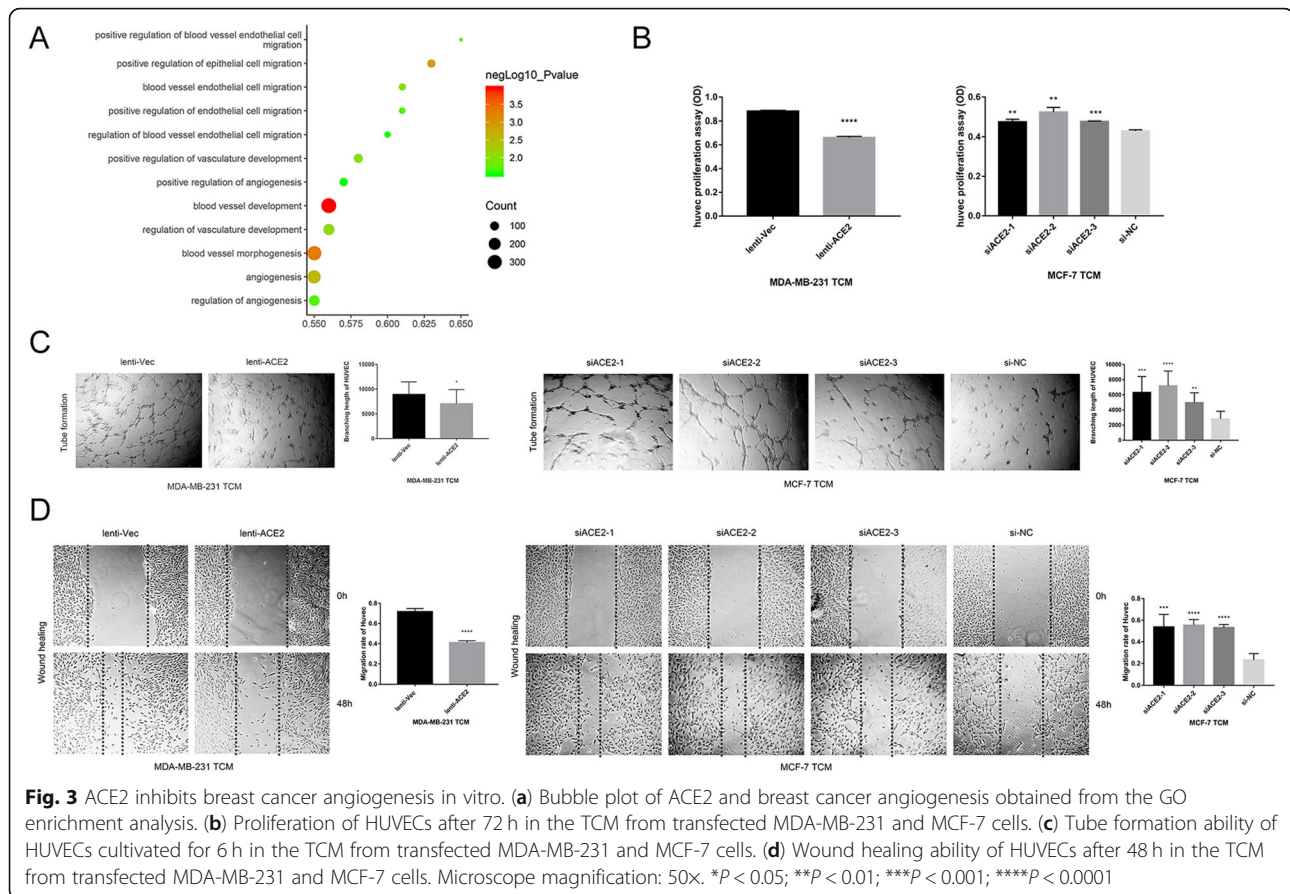 A
positive regulation of blood vessel endothelial cell
migration
positive regulation of epithelial cell migration
blood vessel endothelial cell migration
positive regulation of endothelial cell migration
regulation of blood vessel endothelial cell migration
positive regulation of vasculature development
positive regulation of angiogenesis
blood vessel development
regulation of vasculature development
blood vessel morphogenesis
angiogenesis
regulation of angiogenesis
0.550 0.575 0.600 0.625 0.650
negLog10_Pvalue
3.5
3.0
2.5
2.0
Count
100
200
300
B
huvec proliferation assay (OD)
1.0
0.8
0.6
0.4
0.2
0.0
****
lenti-Vec
lenti-ACE2
MDA-MB-231 TCM
huvec proliferation assay (OD)
0.8
0.6
0.4
0.2
0.0
**
**
***
siACE2-1
siACE2-2
siACE2-3
si-NC
MCF-7 TCM
C
Tube formation
lenti-Vec
lenti-ACE2
MDA-MB-231 TCM
Branching length of HUVEC
15000
10000
5000
0
*
lenti-Vec
lenti-ACE2
MDA-MB-231 TCM
Tube formation
siACE2-1
siACE2-2
siACE2-3
si-NC
MCF-7 TCM
Branching length of HUVEC
10000
8000
6000
4000
2000
0
***
****
**
siACE2-1
siACE2-2
siACE2-3
si-NC
MCF-7 TCM
D
Wound healing
lenti-Vec
lenti-ACE2
0h
48h
MDA-MB-231 TCM
Migration rate of Huvec
0.8
0.6
0.4
0.2
0.0
****
lenti-Vec
lenti-ACE2
MDA-MB-231 TCM
Wound healing
siACE2-1
siACE2-2
siACE2-3
si-NC
0h
48h
MCF-7 TCM
Migration rate of Huvec
0.8
0.6
0.4
0.2
0.0
***
****
****
siACE2-1
siACE2-2
siACE2-3
si-NC
MCF-7 TCM
Fig. 3 ACE2 inhibits breast cancer angiogenesis in vitro. (a) Bubble plot of ACE2 and breast cancer angiogenesis obtained from the GO
enrichment analysis. (b) Proliferation of HUVECs after 72 h in the TCM from transfected MDA-MB-231 and MCF-7 cells. (c) Tube formation ability of
HUVECs cultivated for 6 h in the TCM from transfected MDA-MB-231 and MCF-7 cells. (d) Wound healing ability of HUVECs after 48 h in the TCM
from transfected MDA-MB-231 and MCF-7 cells. Microscope magnification: 50×. *P < 0.05; **P < 0.01; ***P < 0.001; ****P < 0.0001